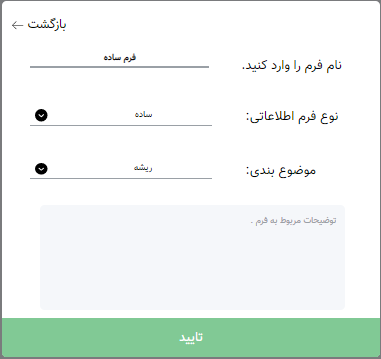 بازگشت
نام فرم را وارد کنید. فرم ساده
نوع فرم اطلاعاتی: ساده
موضوع بندی: ریشه
توضیحات مربوط به فرم .
تایید